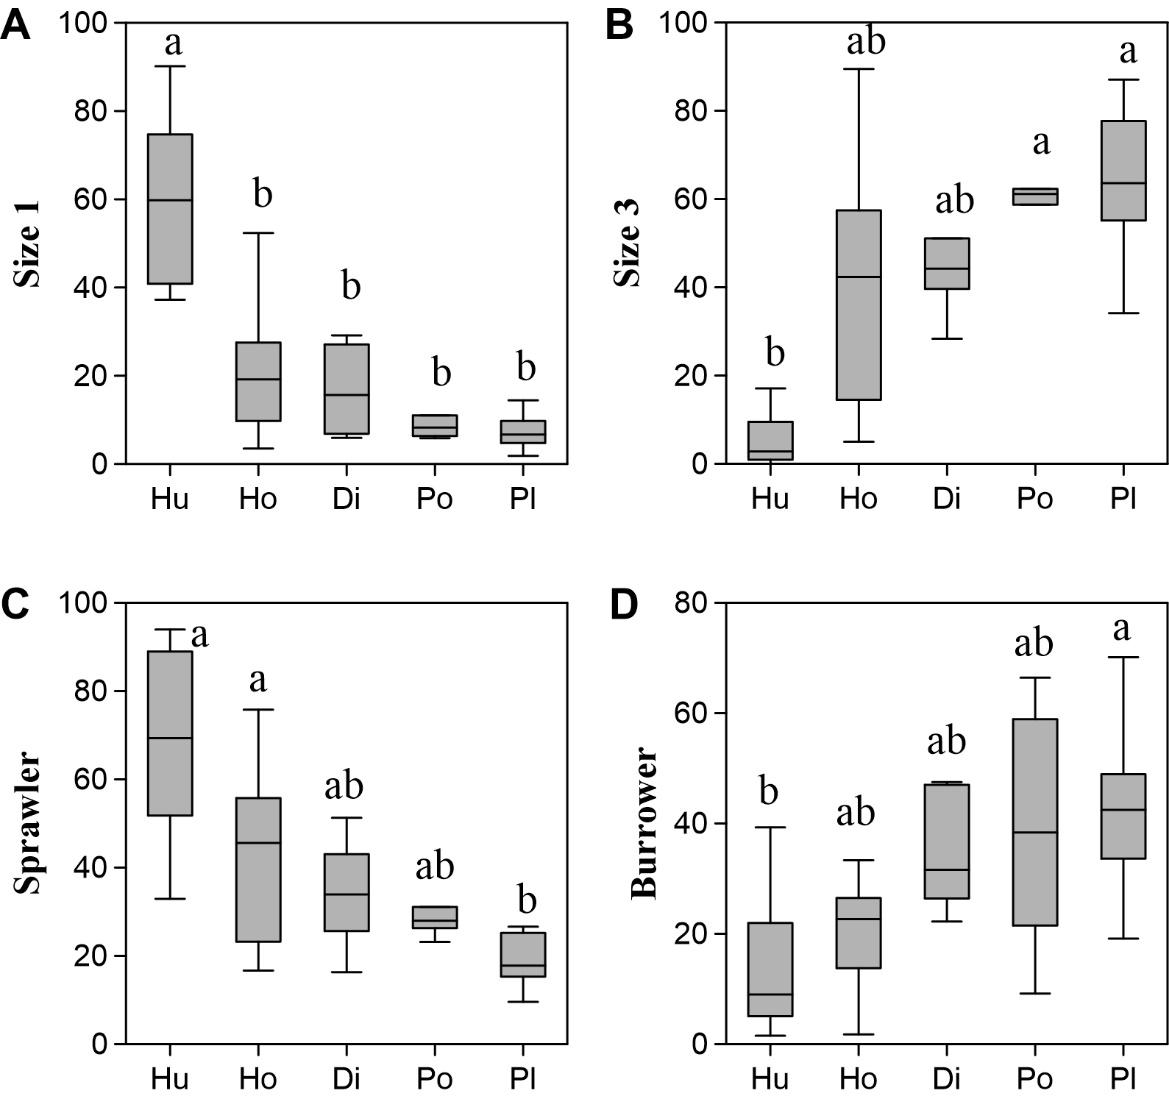 A
Size 1
100
80
60
40
20
0
a
b
b
b
b
Hu Ho Di Po Pl
B
Size 3
100
80
60
40
20
0
b
ab
ab
a
a
Hu Ho Di Po Pl
C
Sprawler
100
80
60
40
20
0
a
a
ab
ab
b
Hu Ho Di Po Pl
D
Burrower
80
60
40
20
0
b
ab
ab
ab
a
Hu Ho Di Po Pl